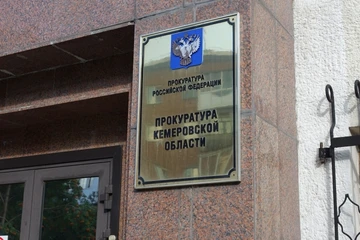 ПРОКУРАТУРА
РОССИЙСКОЙ ФЕДЕРАЦИИ
ПРОКУРАТУРА
КЕМЕРОВСКОЙ
ОБЛАСТИ